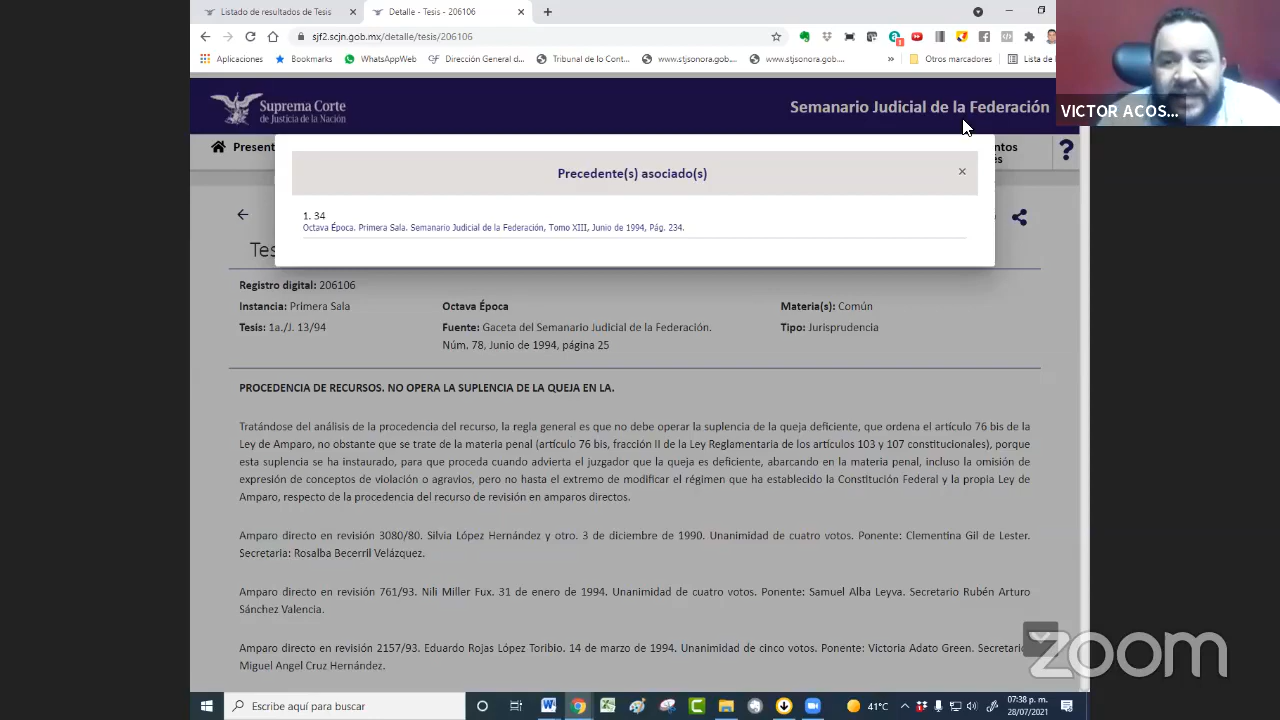 Listado de resultados de Tesis
Detalle - Tesis - 206106
sjf2.scjn.gob.mx/detalle/tesis/206106
Aplicaciones
Bookmarks
WhatsAppWeb
Dirección General d...
Tribunal de lo Cont...
www.stjsonora.gob....
www.stjsonora.gov....
»
Otros marcadores
Lista de
Suprema Corte
de Justicia de la Nación
Semanario Judicial de la Federación
VICTOR ACOS...
Present
ntos
s
?
Precedente(s) asociado(s)
×
1. 34
Octava Época. Primera Sala. Semanario Judicial de la Federación, Tomo XIII, Junio de 1994, Pág. 234.
Tes
Registro digital: 206106
Instancia: Primera Sala
Octava Época
Materia(s): Común
Tesis: 1a./J. 13/94
Fuente: Gaceta del Semanario Judicial de la Federación.
Tipo: Jurisprudencia
Núm. 78, Junio de 1994, página 25
PROCEDENCIA DE RECURSOS. NO OPERA LA SUPLENCIA DE LA QUEJA EN LA.
Tratándose del análisis de la procedencia del recurso, la regla general es que no debe operar la suplencia de la queja deficiente, que ordena el artículo 76 bis de la
Ley de Amparo, no obstante que se trate de la materia penal (artículo 76 bis, fracción II de la Ley Reglamentaria de los artículos 103 y 107 constitucionales), porque
esta suplencia se ha instaurado, para que proceda cuando advierta el juzgador que la queja es deficiente, abarcando en la materia penal, incluso la omisión de
expresión de conceptos de violación o agravios, pero no hasta el extremo de modificar el régimen que ha establecido la Constitución Federal y la propia Ley de
Amparo, respecto de la procedencia del recurso de revisión en amparos directos.
Amparo directo en revisión 3080/80. Silvia López Hernández y otro. 3 de diciembre de 1990. Unanimidad de cuatro votos. Ponente: Clementina Gil de Lester.
Secretaria: Rosalba Becerril Velázquez.
Amparo directo en revisión 761/93. Nili Miller Fux. 31 de enero de 1994. Unanimidad de cuatro votos. Ponente: Samuel Alba Leyva. Secretario Rubén Arturo
Sánchez Valencia.
Amparo directo en revisión 2157/93. Eduardo Rojas López Toribio. 14 de marzo de 1994. Unanimidad de cinco votos. Ponente: Victoria Adato Green. Secretario
Miguel Angel Cruz Hernández.
zoom
Escribe aquí para buscar
41°C
07:38 p. m.
28/07/2021